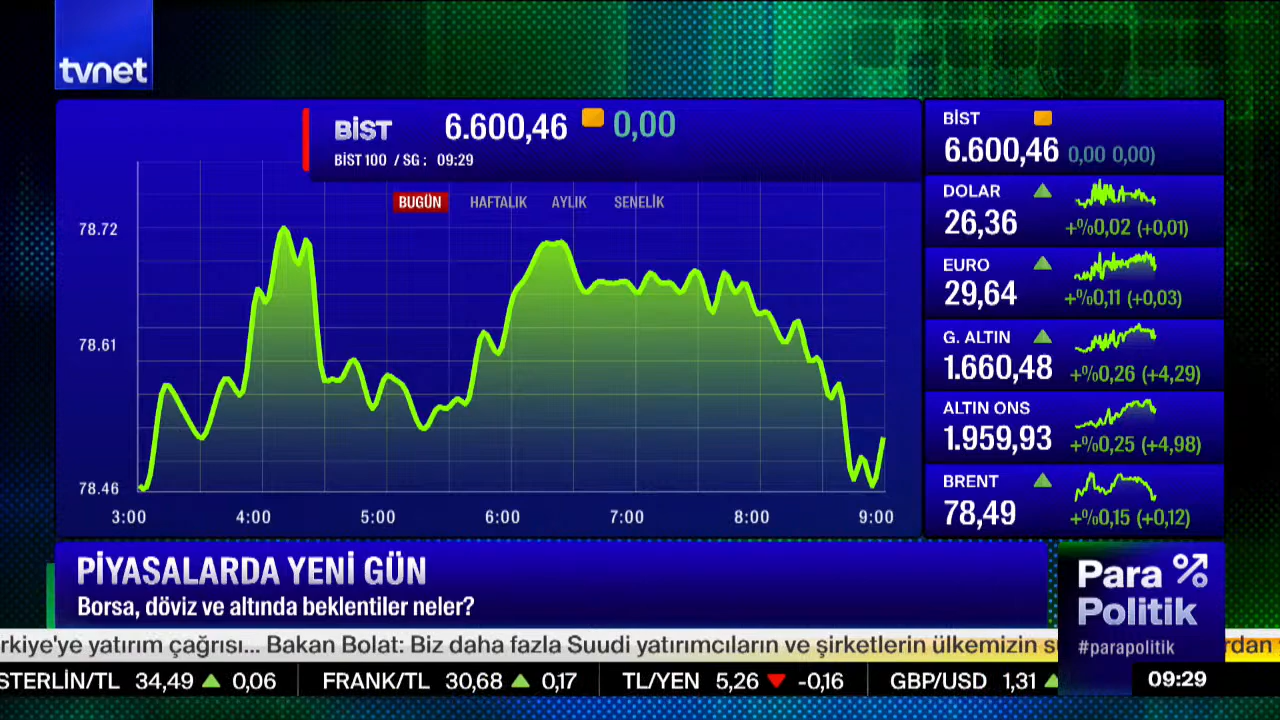 tvnet
BİST 6.600,46 0,00
BİST 100 / SG : 09:29
BUGÜN HAFTALIK AYLIK SENELİK
78.72
78.61
78.46
3:00 4:00 5:00 6:00 7:00 8:00 9:00
BİST
6.600,46 0,00 0,00)
DOLAR
26,36 +%0,02 (+0,01)
EURO
29,64 +%0,11 (+0,03)
G. ALTIN
1.660,48 +%0,26 (+4,29)
ALTIN ONS
1.959,93 +%0,25 (+4,98)
BRENT
78,49 +%0,15 (+0,12)
PİYASALARDA YENİ GÜN
Borsa, döviz ve altında beklentiler neler?
Para %
Politik
#parapolitik
rkiye'ye yatırım çağrısı... Bakan Bolat: Biz daha fazla Suudi yatırımcıların ve şirketlerin ülkemizin s rdan
STERLİN/TL 34,49 0,06 FRANK/TL 30,68 0,17 TL/YEN 5,26 -0,16 GBP/USD 1,31
09:29